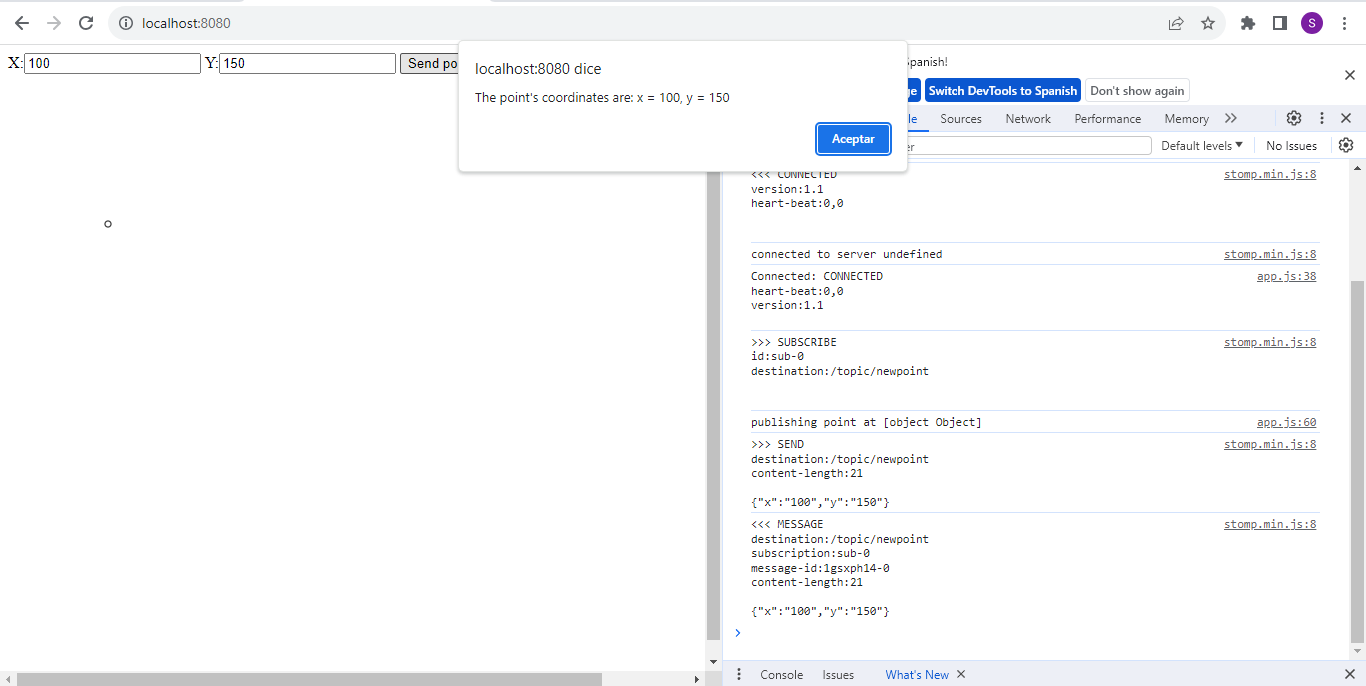 localhost:8080
S
X: 100 Y: 150 Send po
localhost:8080 dice
The point's coordinates are: x = 100, y = 150
Aceptar
panish!
Switch DevTools to Spanish Don't show again
Sources Network Performance Memory
Default levels No Issues
<<< CONNECTED stomp.min.js:8
version:1.1
heart-beat:0,0
connected to server undefined stomp.min.js:8
Connected: CONNECTED app.js:38
heart-beat:0,0
version:1.1
>>> SUBSCRIBE stomp.min.js:8
id:sub-0
destination:/topic/newpoint
publishing point at [object Object] app.js:60
>>> SEND stomp.min.js:8
destination:/topic/newpoint
content-length:21
{"x":"100","y":"150"}
<<< MESSAGE stomp.min.js:8
destination:/topic/newpoint
subscription:sub-0
message-id:1gsxph14-0
content-length:21
{"x":"100","y":"150"}
Console Issues What's New